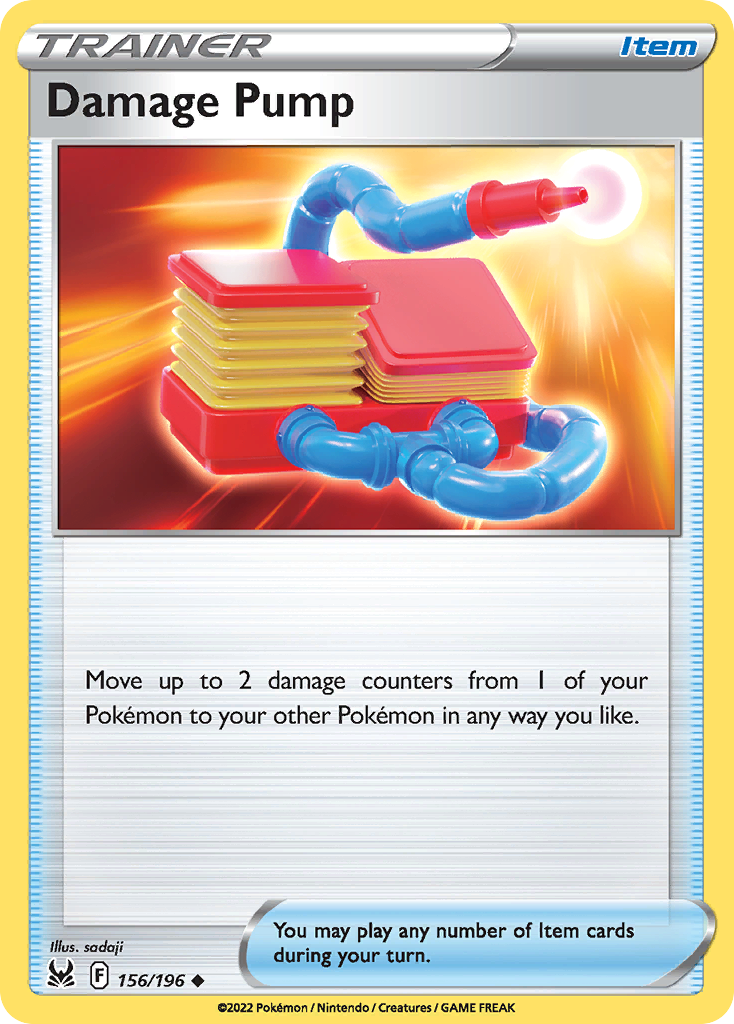 TRAINER Item
Damage Pump
Move up to 2 damage counters from 1 of your
Pokémon to your other Pokémon in any way you like.
You may play any number of Item cards
during your turn.
Illus. sadaji
F 156/196
©2022 Pokémon / Nintendo / Creatures / GAME FREAK